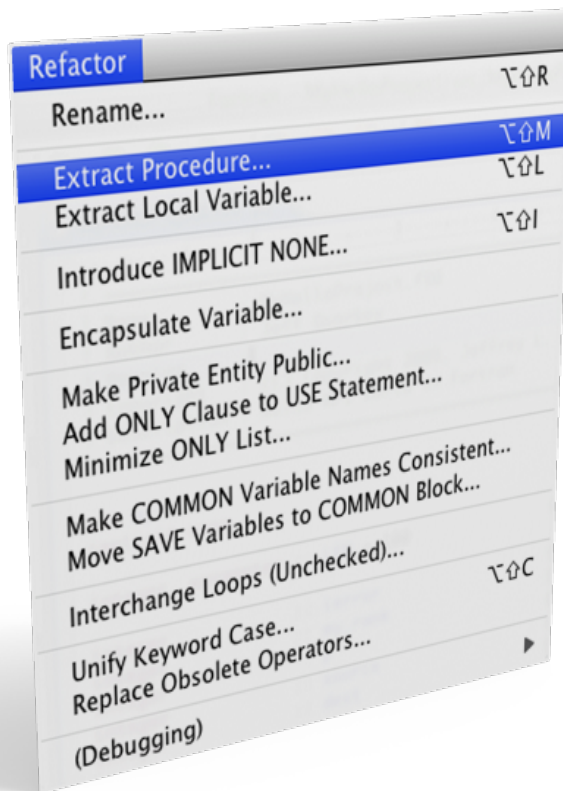 Refactor
Rename... ⌥⇧R
Extract Procedure... ⌥⇧M
Extract Local Variable... ⌥⇧L
Introduce IMPLICIT NONE... ⌥⇧I
Encapsulate Variable...
Make Private Entity Public...
Add ONLY Clause to USE Statement...
Minimize ONLY List...
Make COMMON Variable Names Consistent...
Move SAVE Variables to COMMON Block...
Interchange Loops (Unchecked)...
Unify Keyword Case... ⌥⇧C
Replace Obsolete Operators...
(Debugging) ▶